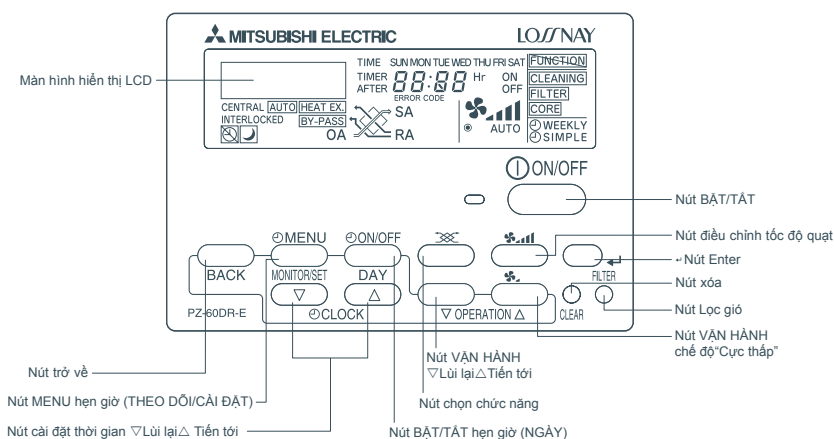 MITSUBISHI ELECTRIC
LOSSNAY
TIME SUN MON TUE WED THU FRI SAT
FUNCTION
Màn hình hiển thị LCD
TIMER
AFTER
88:88
Hr
ON
OFF
CLEANING
ERROR CODE
FILTER
CENTRAL AUTO HEAT EX.
SA
CORE
INTERLOCKED
BY-PASS
AUTO
WEEKLY
OA
RA
SIMPLE
ON/OFF
Nút BẬT/TẮT
MENU
ON/OFF
Nút điều chỉnh tốc độ quạt
↵Nút Enter
BACK
MONITOR/SET
DAY
FILTER
▽
△
Nút xóa
PZ-60DR-E
CLOCK
▽ OPERATION △
CLEAR
Nút Lọc gió
Nút VẬN HÀNH
chế độ“Cực thấp”
Nút VẬN HÀNH
▽Lùi lại△Tiến tới
Nút trở về
Nút MENU hẹn giờ (THEO DÕI/CÀI ĐẶT)
Nút chọn chức năng
Nút cài đặt thời gian ▽Lùi lại△ Tiến tới
Nút BẬT/TẮT hẹn giờ (NGÀY)